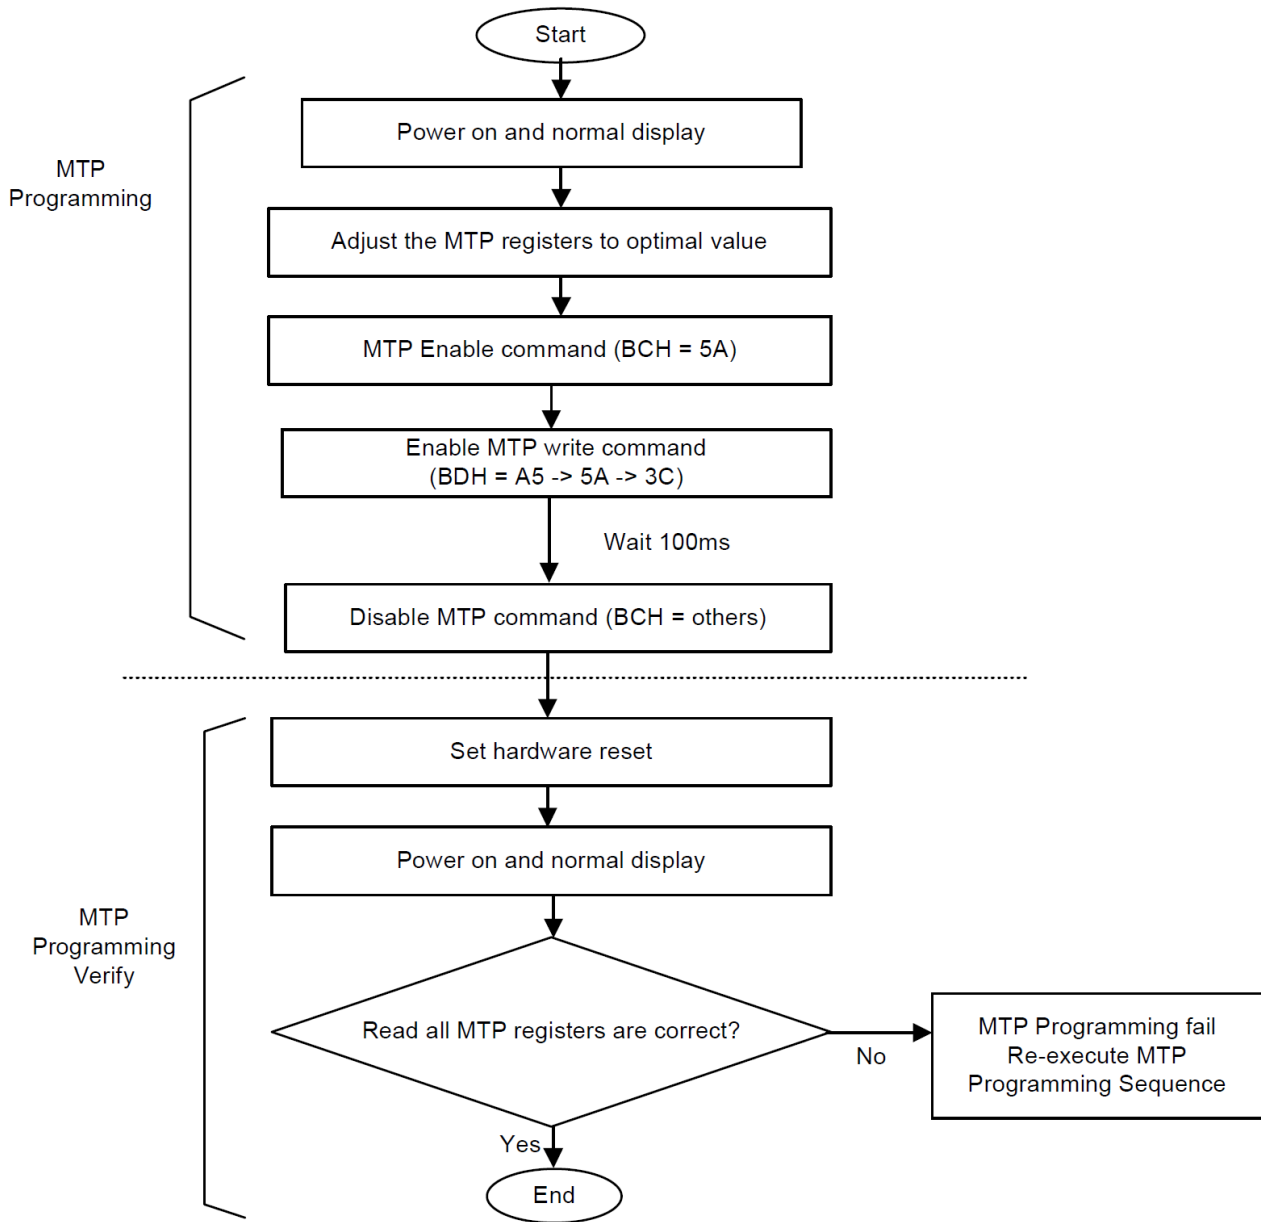 Start
Power on and normal display
MTP
Programming
Adjust the MTP registers to optimal value
MTP Enable command (BCH = 5A)
Enable MTP write command
(BDH = A5 -> 5A -> 3C)
Wait 100ms
Disable MTP command (BCH = others)
Set hardware reset
Power on and normal display
MTP
Programming
Verify
Read all MTP registers are correct?
No
MTP Programming fail
Re-execute MTP
Programming Sequence
Yes
End